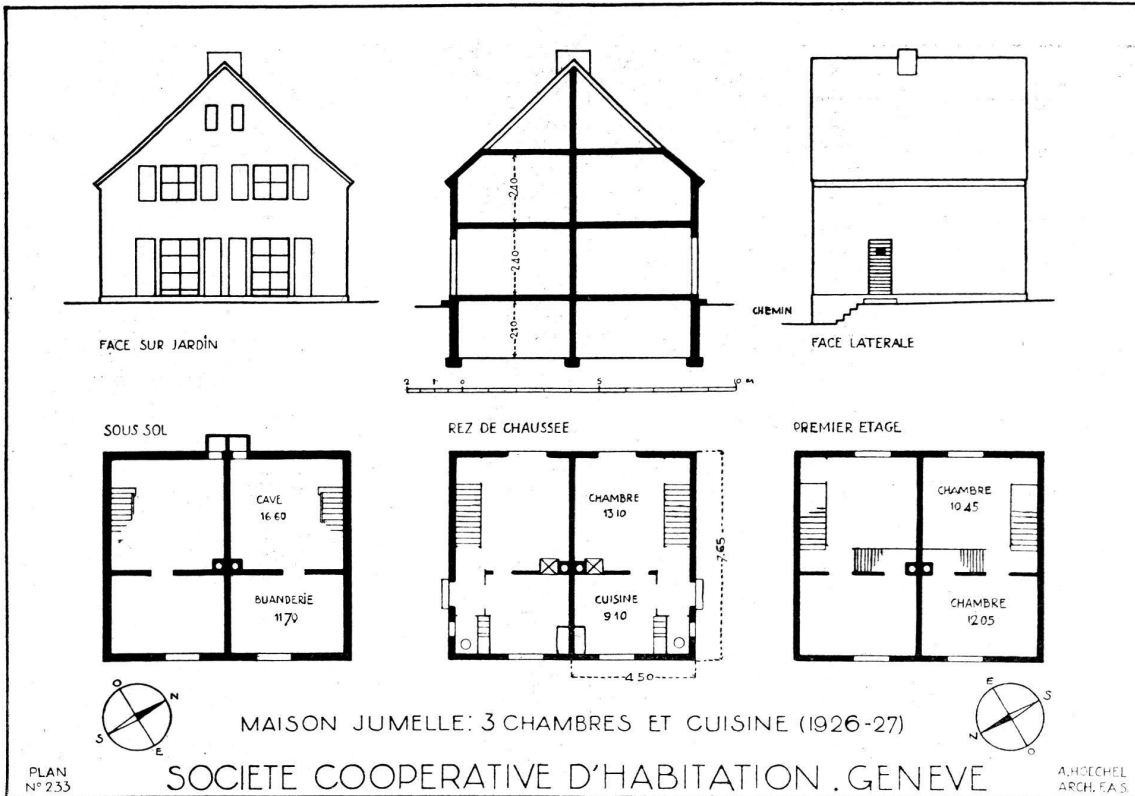 FACE SUR JARDIN
240
240
210
CHEMIN
FACE LATERALE
2 1 0 5 10 M
SOUS SOL
CAVE
16 60
BUANDERIE
11 70
REZ DE CHAUSSEE
CHAMBRE
13 10
CUISINE
9 10
7.65
4 50
PREMIER ETAGE
CHAMBRE
10 45
CHAMBRE
12 05
O
N
S
E
E
S
N
O
MAISON JUMELLE: 3 CHAMBRES ET CUISINE (1926-27)
PLAN
N° 233
SOCIETE COOPERATIVE D'HABITATION . GENEVE
A. HOECHEL
ARCH. F.A.S.